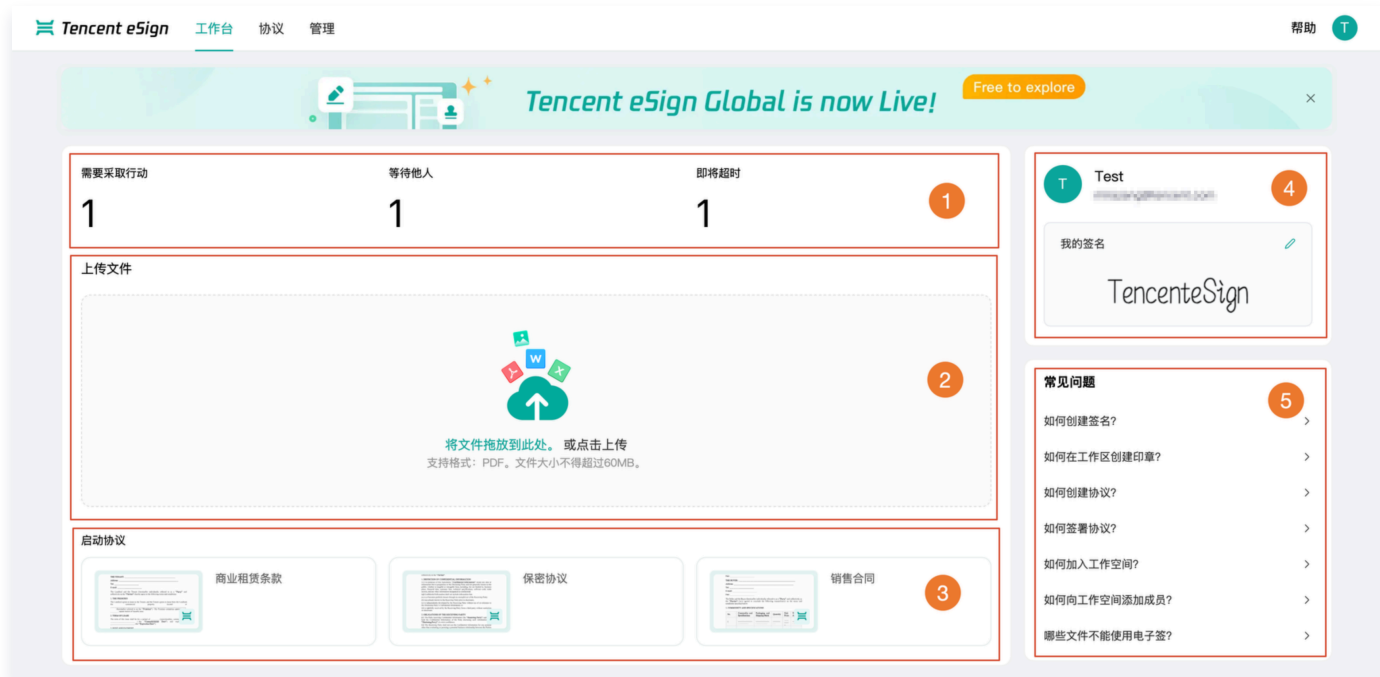 Tencent eSign 工作台 协议 管理 帮助 T
Tencent eSign Global is now Live! Free to explore
需要采取行动 等待他人 即将超时
1 1 1
1
上传文件
W
X
将文件拖放到此处。 或点击上传
支持格式: PDF。文件大小不得超过60MB。
2
启动协议
商业租赁条款
保密协议
销售合同
3
T Test
4
我的签名
TencenteSign
常见问题
5
如何创建签名?
如何在工作区创建印章?
如何创建协议?
如何签署协议?
如何加入工作空间?
如何向工作空间添加成员?
哪些文件不能使用电子签?